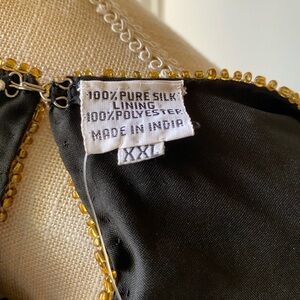 100% PURE SILK
LINING
100% POLYESTER
MADE IN INDIA
XXL